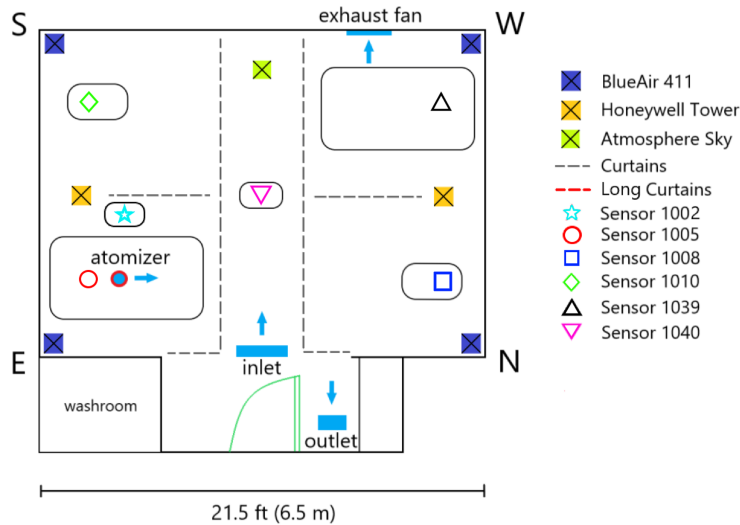 exhaust fan
S
W
BlueAir 411
Honeywell Tower
Atmosphere Sky
Curtains
Long Curtains
Sensor 1002
Sensor 1005
Sensor 1008
Sensor 1010
Sensor 1039
Sensor 1040
atomizer
E
inlet
N
washroom
outlet
21.5 ft (6.5 m)